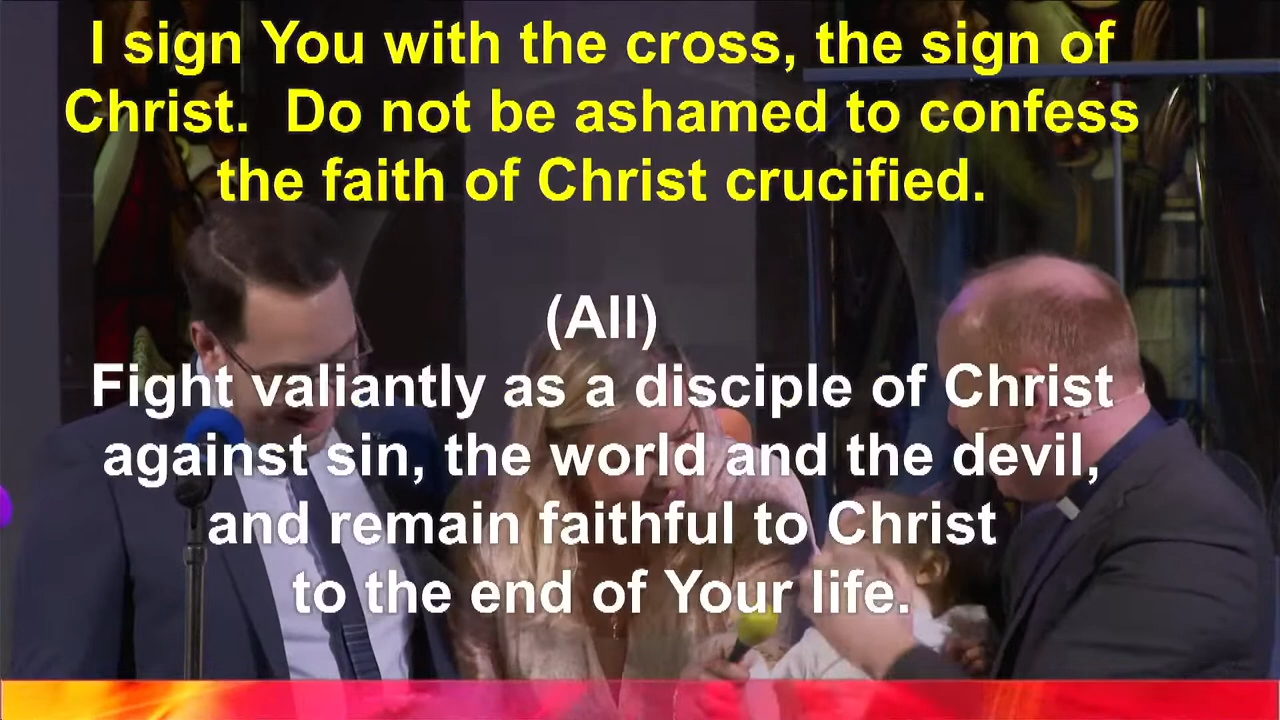 I sign You with the cross, the sign of
Christ.  Do not be ashamed to confess
the faith of Christ crucified.
(All)
Fight valiantly as a disciple of Christ
against sin, the world and the devil,
and remain faithful to Christ
to the end of Your life.